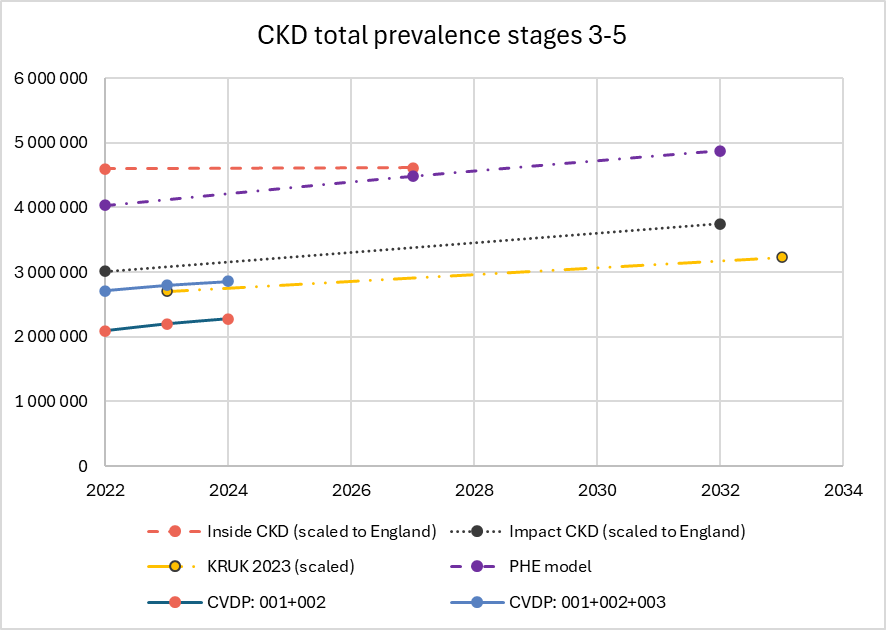 CKD total prevalence stages 3-5
6 000 000
5 000 000
4 000 000
3 000 000
2 000 000
1 000 000
0
2022 2024 2026 2028 2030 2032 2034
Inside CKD (scaled to England) Impact CKD (scaled to England)
KRUK 2023 (scaled) PHE model
CVDP: 001+002 CVDP: 001+002+003